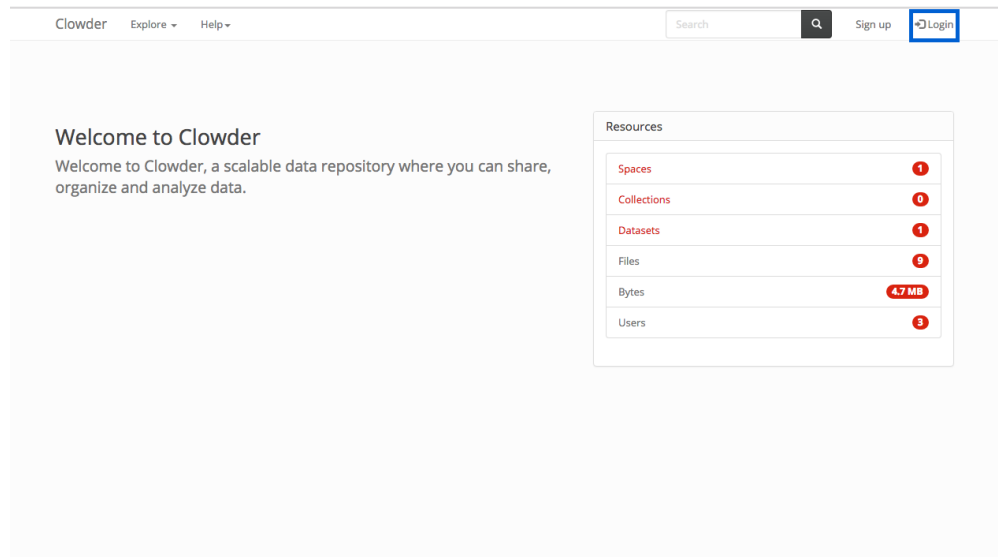 Clowder Explore Help Search Sign up Login
Welcome to Clowder
Welcome to Clowder, a scalable data repository where you can share,
organize and analyze data.
Resources
Spaces 1
Collections 0
Datasets 1
Files 9
Bytes 4.7 MB
Users 3